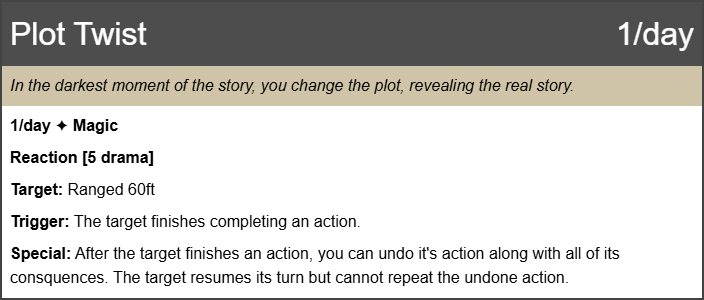 Plot Twist 1/day
In the darkest moment of the story, you change the plot, revealing the real story.
1/day ✦ Magic
Reaction [5 drama]
Target: Ranged 60ft
Trigger: The target finishes completing an action.
Special: After the target finishes an action, you can undo it's action along with all of its
consquences. The target resumes its turn but cannot repeat the undone action.